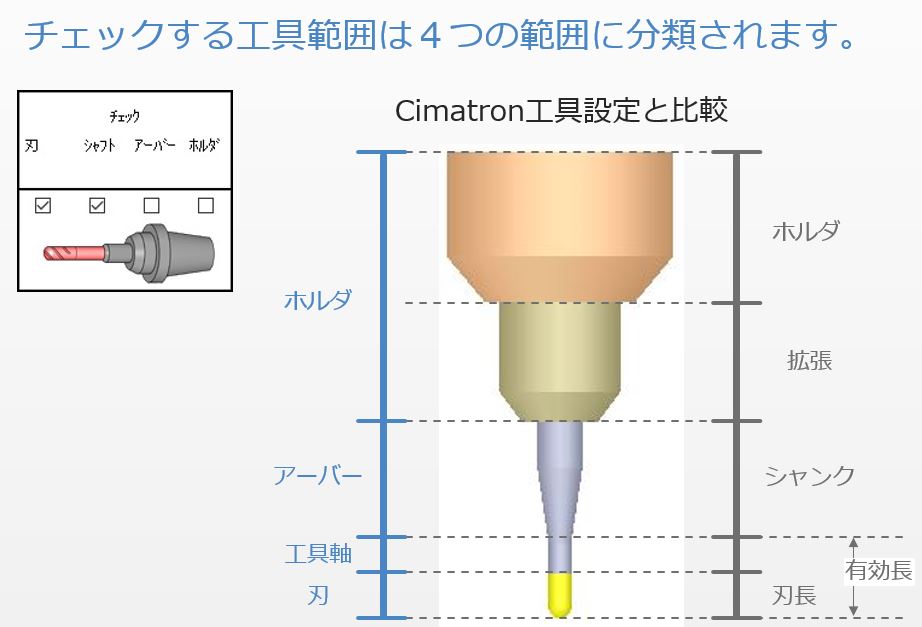 チェックする工具範囲は４つの範囲に分類されます。
ﾁｪｯｸ
刃 ｼｬﾌﾄ ｱｰﾊﾞｰ ﾎﾙﾀﾞ
Cimatron工具設定と比較
ホルダ
アーバー
工具軸
刃
ホルダ
拡張
シャンク
有効長
刃長